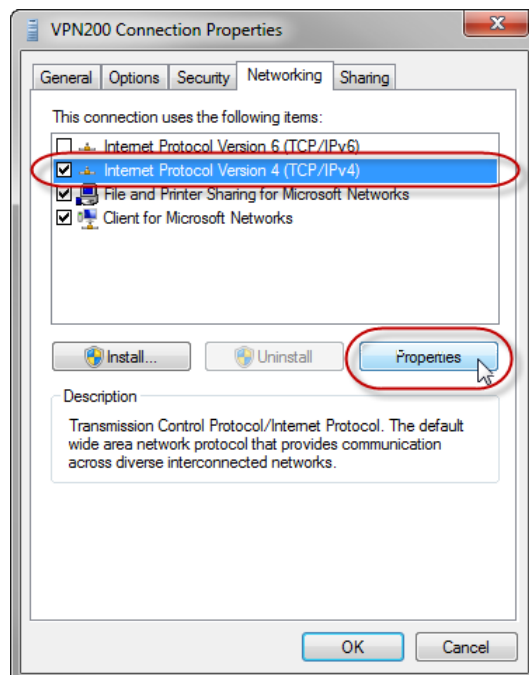 VPN200 Connection Properties
General Options Security Networking Sharing
This connection uses the following items:
Internet Protocol Version 6 (TCP/IPv6)
Internet Protocol Version 4 (TCP/IPv4)
File and Printer Sharing for Microsoft Networks
Client for Microsoft Networks
Install... Uninstall Properties
Description
Transmission Control Protocol/Internet Protocol. The default
wide area network protocol that provides communication
across diverse interconnected networks.
OK Cancel